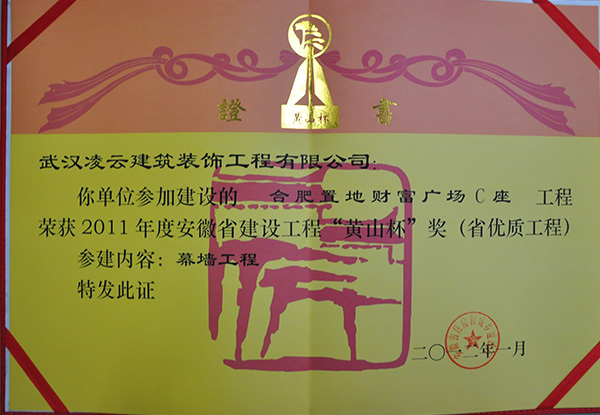 黄山杯
證 書
武汉凌云建筑装饰工程有限公司:
你单位参加建设的 合肥置地财富广场C座 工程
荣获2011年度安徽省建设工程“黄山杯”奖(省优质工程)
参建内容: 幕墙工程
特发此证
二〇一二年一月